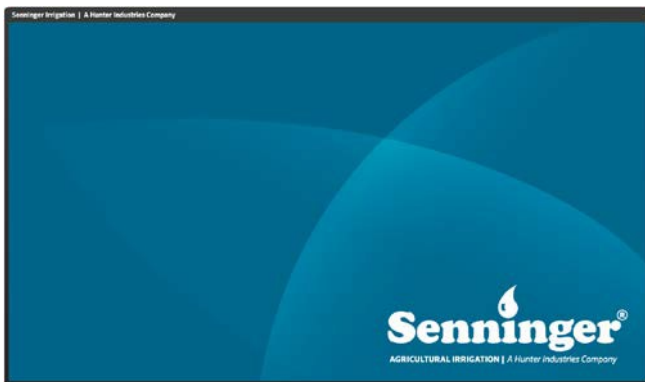 Senninger Irrigation | A Hunter Industries Company
Senninger®
AGRICULTURAL IRRIGATION | A Hunter Industries Company